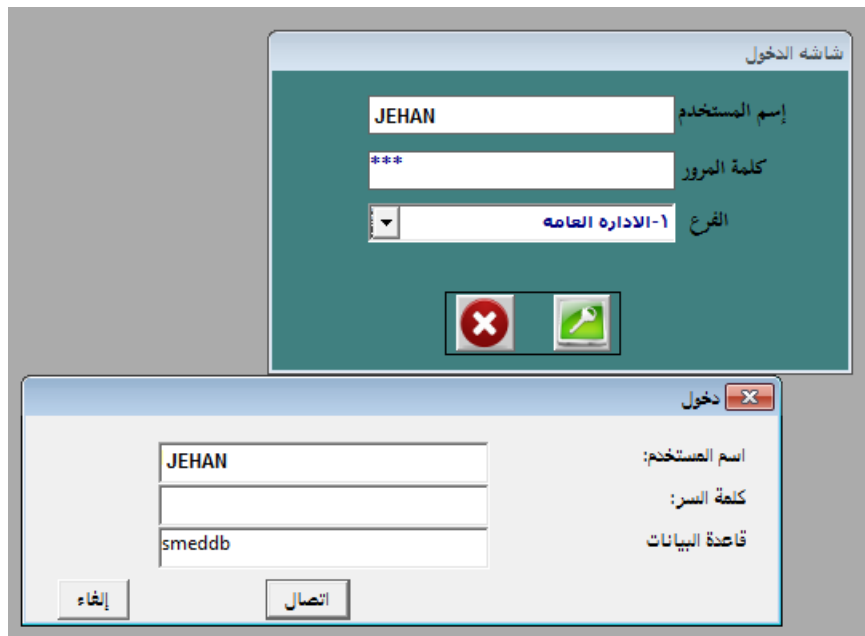 شاشه الدخول
إسم المستخدم JEHAN
كلمة المرور ***
الفرع ١-الاداره العامه
دخول
اسم المستخدم: JEHAN
كلمة السر:
قاعدة البيانات smeddb
اتصال إلغاء